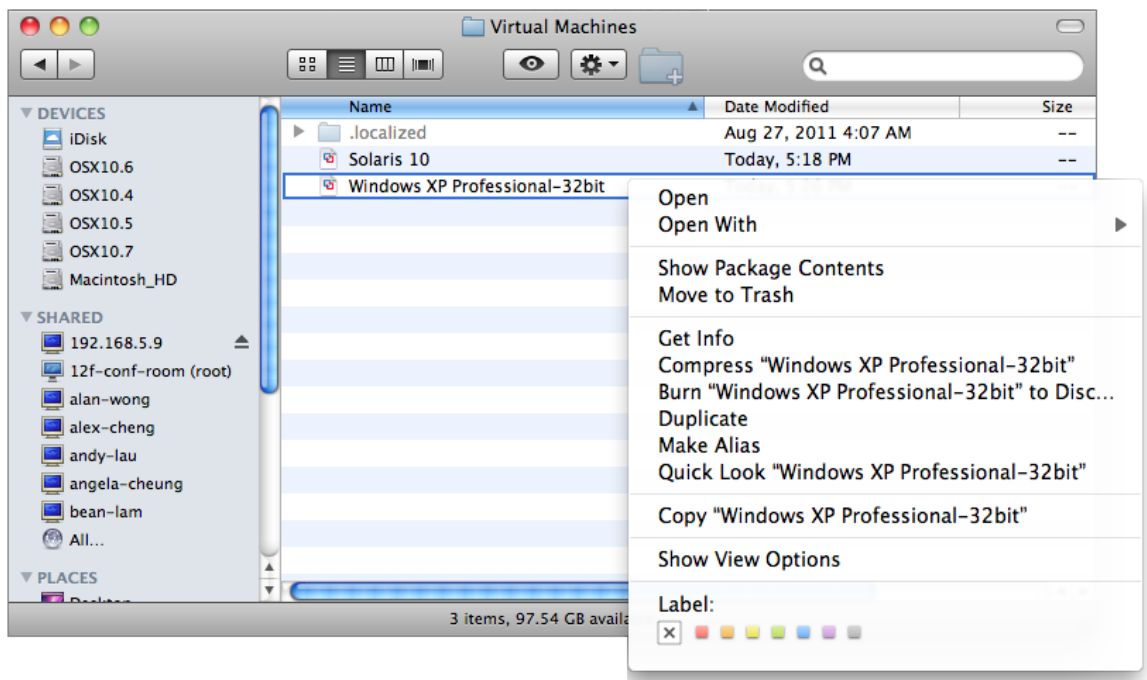 Virtual Machines
DEVICES
iDisk
OSX10.6
OSX10.4
OSX10.5
OSX10.7
Macintosh_HD
SHARED
192.168.5.9
12f-conf-room (root)
alan-wong
alex-cheng
andy-lau
angela-cheung
bean-lam
All...
PLACES
Desktop
Name Date Modified Size
.localized Aug 27, 2011 4:07 AM --
Solaris 10 Today, 5:18 PM --
Windows XP Professional-32bit
Open
Open With
Show Package Contents
Move to Trash
Get Info
Compress “Windows XP Professional-32bit”
Burn “Windows XP Professional-32bit” to Disc...
Duplicate
Make Alias
Quick Look “Windows XP Professional-32bit”
Copy “Windows XP Professional-32bit”
Show View Options
Label:
3 items, 97.54 GB availa